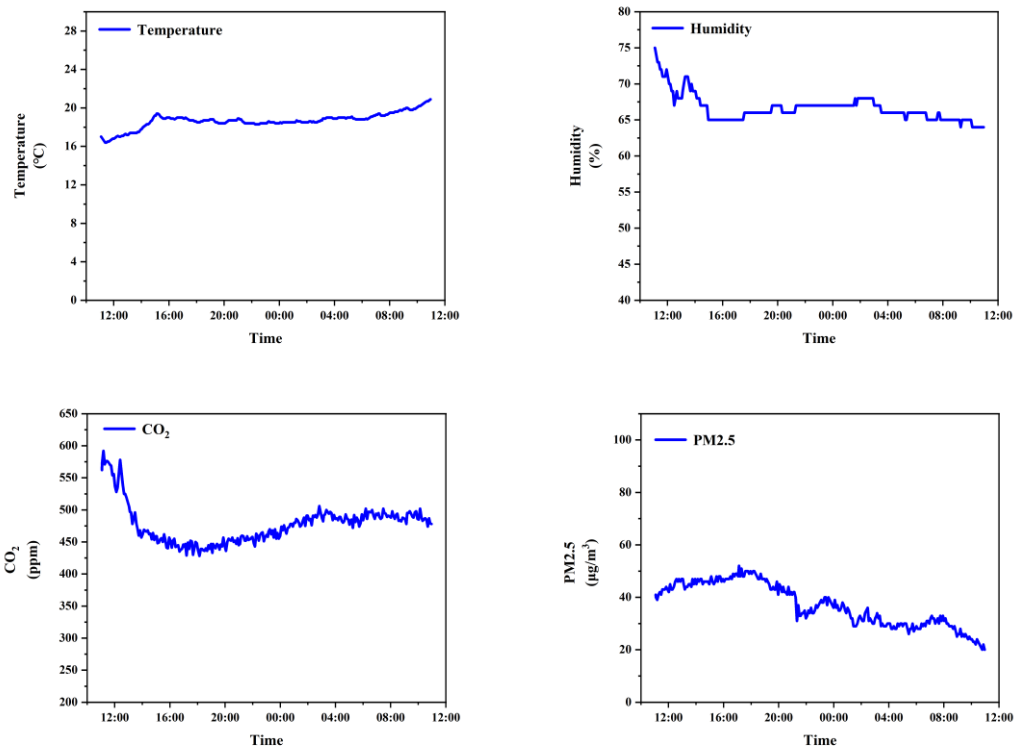 Temperature
28
24
20
16
12
8
4
0
12:00 16:00 20:00 00:00 04:00 08:00 12:00
Time
Temperature
(℃)
Humidity
80
75
70
65
60
55
50
45
40
12:00 16:00 20:00 00:00 04:00 08:00 12:00
Time
Humidity
(%)
CO₂
650
600
550
500
450
400
350
300
250
200
12:00 16:00 20:00 00:00 04:00 08:00 12:00
Time
CO₂
(ppm)
PM2.5
100
80
60
40
20
0
12:00 16:00 20:00 00:00 04:00 08:00 12:00
Time
PM2.5
(μg/m³)